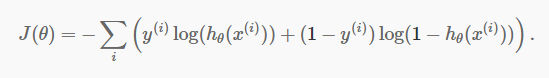 J(θ) = − ∑_i ( y^(i) log(h_θ(x^(i))) + (1 − y^(i)) log(1 − h_θ(x^(i))) ) .